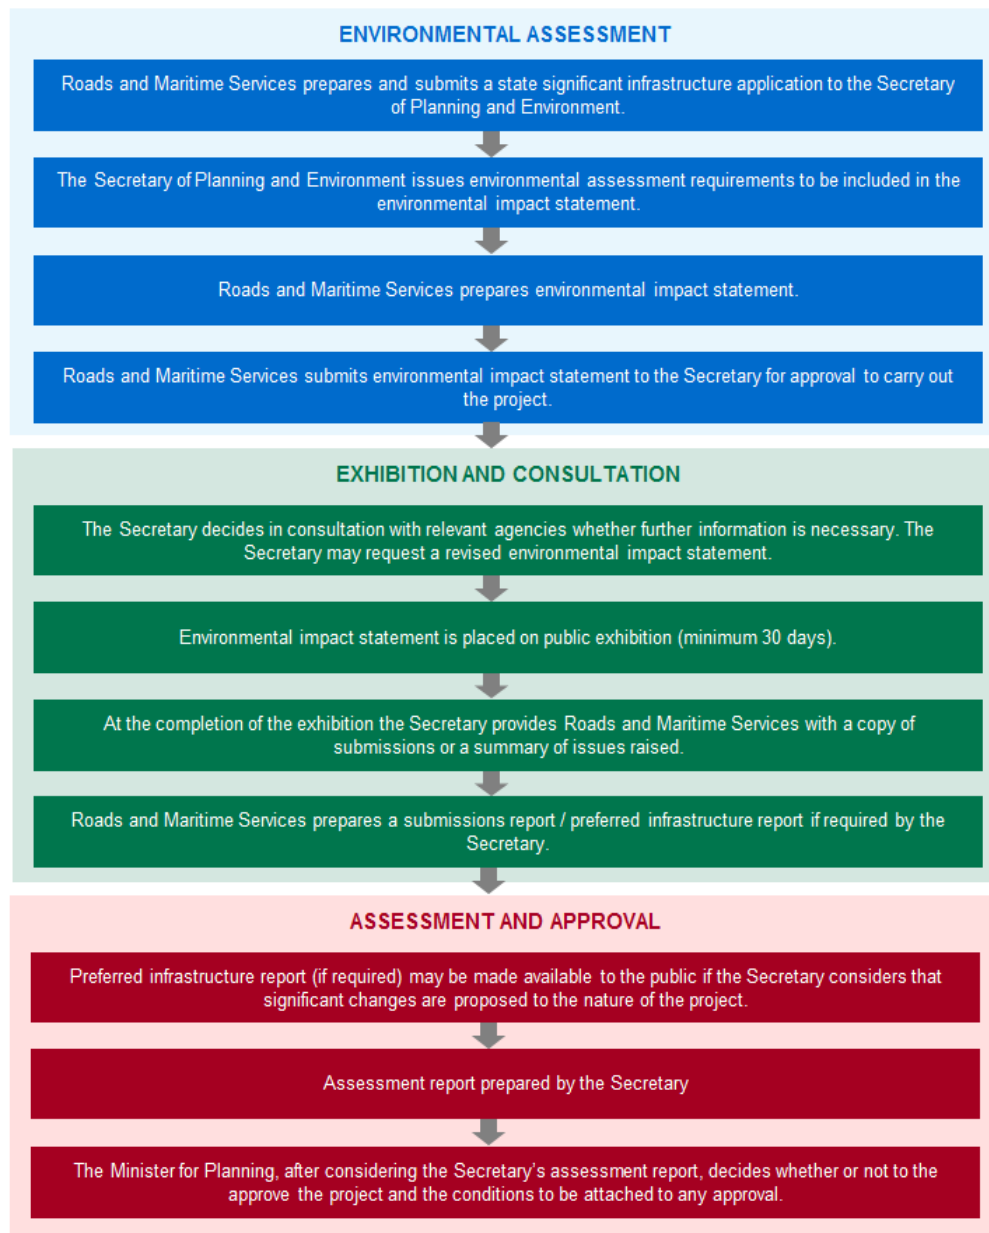 ENVIRONMENTAL ASSESSMENT
Roads and Maritime Services prepares and submits a state significant infrastructure application to the Secretary
of Planning and Environment.
The Secretary of Planning and Environment issues environmental assessment requirements to be included in the
environmental impact statement.
Roads and Maritime Services prepares environmental impact statement.
Roads and Maritime Services submits environmental impact statement to the Secretary for approval to carry out
the project.
EXHIBITION AND CONSULTATION
The Secretary decides in consultation with relevant agencies whether further information is necessary. The
Secretary may request a revised environmental impact statement.
Environmental impact statement is placed on public exhibition (minimum 30 days).
At the completion of the exhibition the Secretary provides Roads and Maritime Services with a copy of
submissions or a summary of issues raised.
Roads and Maritime Services prepares a submissions report / preferred infrastructure report if required by the
Secretary.
ASSESSMENT AND APPROVAL
Preferred infrastructure report (if required) may be made available to the public if the Secretary considers that
significant changes are proposed to the nature of the project.
Assessment report prepared by the Secretary
The Minister for Planning, after considering the Secretary's assessment report, decides whether or not to the
approve the project and the conditions to be attached to any approval.